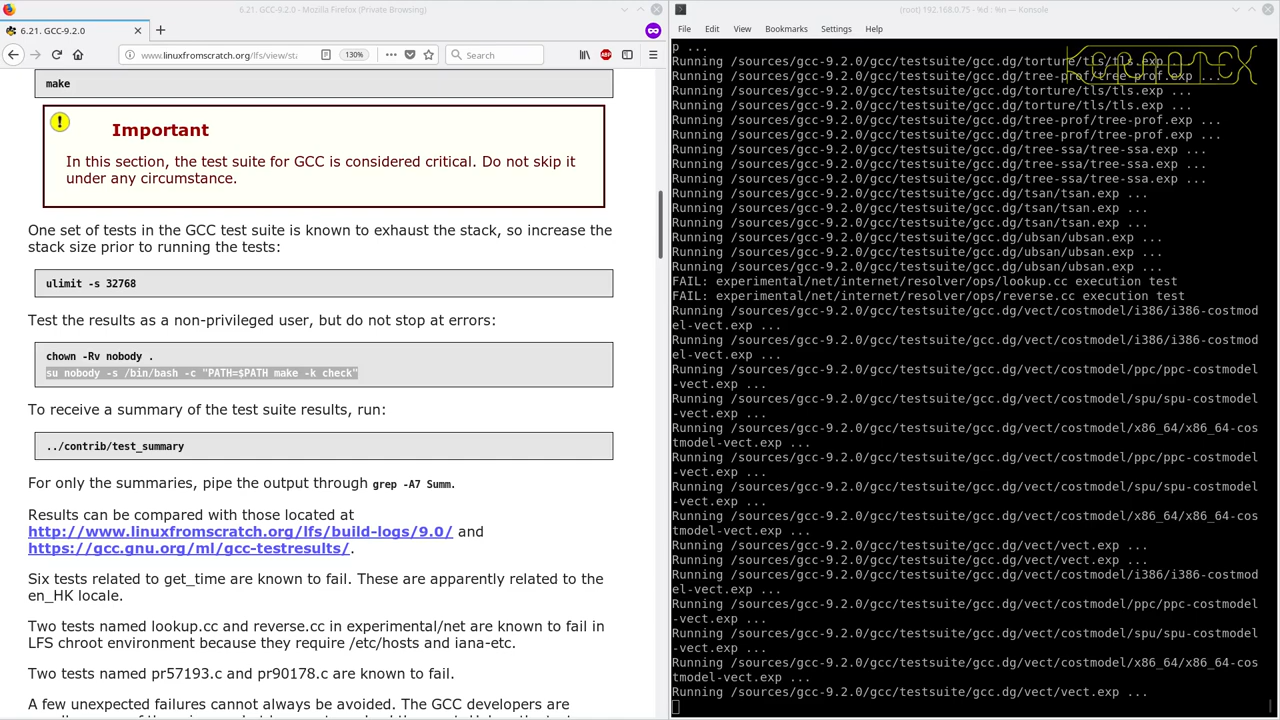 6.21. GCC-9.2.0 - Mozilla Firefox (Private Browsing)
6.21. GCC-9.2.0
www.linuxfromscratch.org/lfs/view/sta
130%
Search
make
Important
In this section, the test suite for GCC is considered critical. Do not skip it
under any circumstance.
One set of tests in the GCC test suite is known to exhaust the stack, so increase the
stack size prior to running the tests:
ulimit -s 32768
Test the results as a non-privileged user, but do not stop at errors:
chown -Rv nobody .
su nobody -s /bin/bash -c "PATH=$PATH make -k check"
To receive a summary of the test suite results, run:
../contrib/test_summary
For only the summaries, pipe the output through grep -A7 Summ.
Results can be compared with those located at
http://www.linuxfromscratch.org/lfs/build-logs/9.0/ and
https://gcc.gnu.org/ml/gcc-testresults/.
Six tests related to get_time are known to fail. These are apparently related to the
en_HK locale.
Two tests named lookup.cc and reverse.cc in experimental/net are known to fail in
LFS chroot environment because they require /etc/hosts and iana-etc.
Two tests named pr57193.c and pr90178.c are known to fail.
A few unexpected failures cannot always be avoided. The GCC developers are
(root) 192.168.0.75 - %d : %n — Konsole
File Edit View Bookmarks Settings Help
p ...
Running /sources/gcc-9.2.0/gcc/testsuite/gcc.dg/torture/tls/tls.exp
Running /sources/gcc-9.2.0/gcc/testsuite/gcc.dg/tree-prof/tree-prof.exp ...
Running /sources/gcc-9.2.0/gcc/testsuite/gcc.dg/torture/tls/tls.exp ...
Running /sources/gcc-9.2.0/gcc/testsuite/gcc.dg/torture/tls/tls.exp ...
Running /sources/gcc-9.2.0/gcc/testsuite/gcc.dg/tree-prof/tree-prof.exp ...
Running /sources/gcc-9.2.0/gcc/testsuite/gcc.dg/tree-prof/tree-prof.exp ...
Running /sources/gcc-9.2.0/gcc/testsuite/gcc.dg/tree-ssa/tree-ssa.exp ...
Running /sources/gcc-9.2.0/gcc/testsuite/gcc.dg/tree-ssa/tree-ssa.exp ...
Running /sources/gcc-9.2.0/gcc/testsuite/gcc.dg/tree-ssa/tree-ssa.exp ...
Running /sources/gcc-9.2.0/gcc/testsuite/gcc.dg/tsan/tsan.exp ...
Running /sources/gcc-9.2.0/gcc/testsuite/gcc.dg/tsan/tsan.exp ...
Running /sources/gcc-9.2.0/gcc/testsuite/gcc.dg/tsan/tsan.exp ...
Running /sources/gcc-9.2.0/gcc/testsuite/gcc.dg/ubsan/ubsan.exp ...
Running /sources/gcc-9.2.0/gcc/testsuite/gcc.dg/ubsan/ubsan.exp ...
Running /sources/gcc-9.2.0/gcc/testsuite/gcc.dg/ubsan/ubsan.exp ...
FAIL: experimental/net/internet/resolver/ops/lookup.cc execution test
FAIL: experimental/net/internet/resolver/ops/reverse.cc execution test
Running /sources/gcc-9.2.0/gcc/testsuite/gcc.dg/vect/costmodel/i386/i386-costmod
el-vect.exp ...
Running /sources/gcc-9.2.0/gcc/testsuite/gcc.dg/vect/costmodel/i386/i386-costmod
el-vect.exp ...
Running /sources/gcc-9.2.0/gcc/testsuite/gcc.dg/vect/costmodel/ppc/ppc-costmodel
-vect.exp ...
Running /sources/gcc-9.2.0/gcc/testsuite/gcc.dg/vect/costmodel/spu/spu-costmodel
-vect.exp ...
Running /sources/gcc-9.2.0/gcc/testsuite/gcc.dg/vect/costmodel/x86_64/x86_64-cos
tmodel-vect.exp ...
Running /sources/gcc-9.2.0/gcc/testsuite/gcc.dg/vect/costmodel/ppc/ppc-costmodel
-vect.exp ...
Running /sources/gcc-9.2.0/gcc/testsuite/gcc.dg/vect/costmodel/spu/spu-costmodel
-vect.exp ...
Running /sources/gcc-9.2.0/gcc/testsuite/gcc.dg/vect/costmodel/x86_64/x86_64-cos
tmodel-vect.exp ...
Running /sources/gcc-9.2.0/gcc/testsuite/gcc.dg/vect/vect.exp ...
Running /sources/gcc-9.2.0/gcc/testsuite/gcc.dg/vect/vect.exp ...
Running /sources/gcc-9.2.0/gcc/testsuite/gcc.dg/vect/costmodel/i386/i386-costmod
el-vect.exp ...
Running /sources/gcc-9.2.0/gcc/testsuite/gcc.dg/vect/costmodel/ppc/ppc-costmodel
-vect.exp ...
Running /sources/gcc-9.2.0/gcc/testsuite/gcc.dg/vect/costmodel/spu/spu-costmodel
-vect.exp ...
Running /sources/gcc-9.2.0/gcc/testsuite/gcc.dg/vect/costmodel/x86_64/x86_64-cos
tmodel-vect.exp ...
Running /sources/gcc-9.2.0/gcc/testsuite/gcc.dg/vect/vect.exp ...